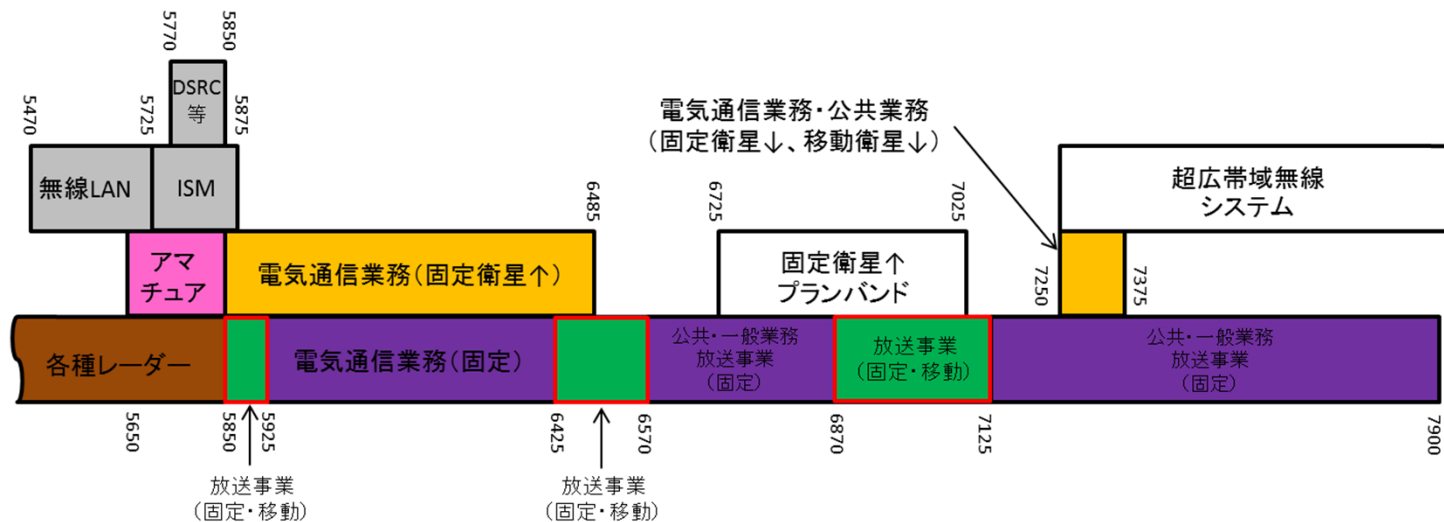 5770
5850
DSRC
等
5470
5725
5875
無線LAN
ISM
電気通信業務・公共業務
(固定衛星↓、移動衛星↓)
超広帯域無線
システム
6485
6725
7025
アマ
チュア
電気通信業務(固定衛星↑)
固定衛星↑
プランバンド
7250
7375
各種レーダー
電気通信業務(固定)
公共・一般業務
放送事業
(固定)
放送事業
(固定・移動)
公共・一般業務
放送事業
(固定)
5650
5850
5925
6425
6570
6870
7125
7900
放送事業
(固定・移動)
放送事業
(固定・移動)